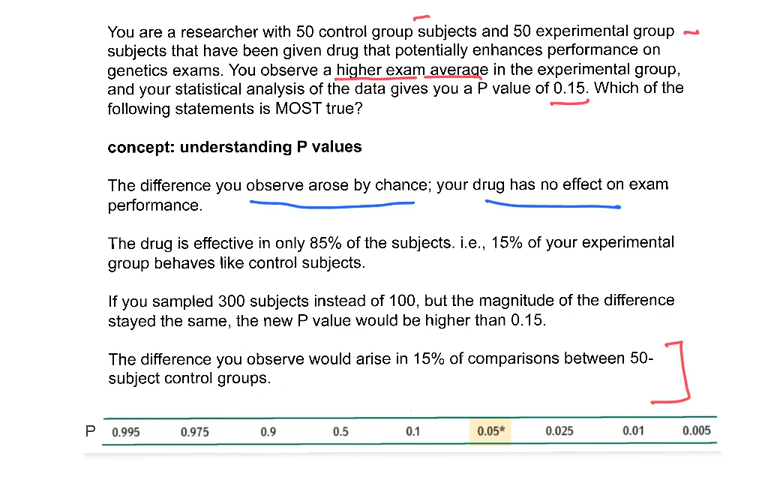 You are a researcher with 50 control group subjects and 50 experimental group
subjects that have been given drug that potentially enhances performance on
genetics exams. You observe a higher exam average in the experimental group,
and your statistical analysis of the data gives you a P value of 0.15. Which of the
following statements is MOST true?
concept: understanding P values
The difference you observe arose by chance; your drug has no effect on exam
performance.
The drug is effective in only 85% of the subjects. i.e., 15% of your experimental
group behaves like control subjects.
If you sampled 300 subjects instead of 100, but the magnitude of the difference
stayed the same, the new P value would be higher than 0.15.
The difference you observe would arise in 15% of comparisons between 50-
subject control groups.
P 0.995 0.975 0.9 0.5 0.1 0.05* 0.025 0.01 0.005